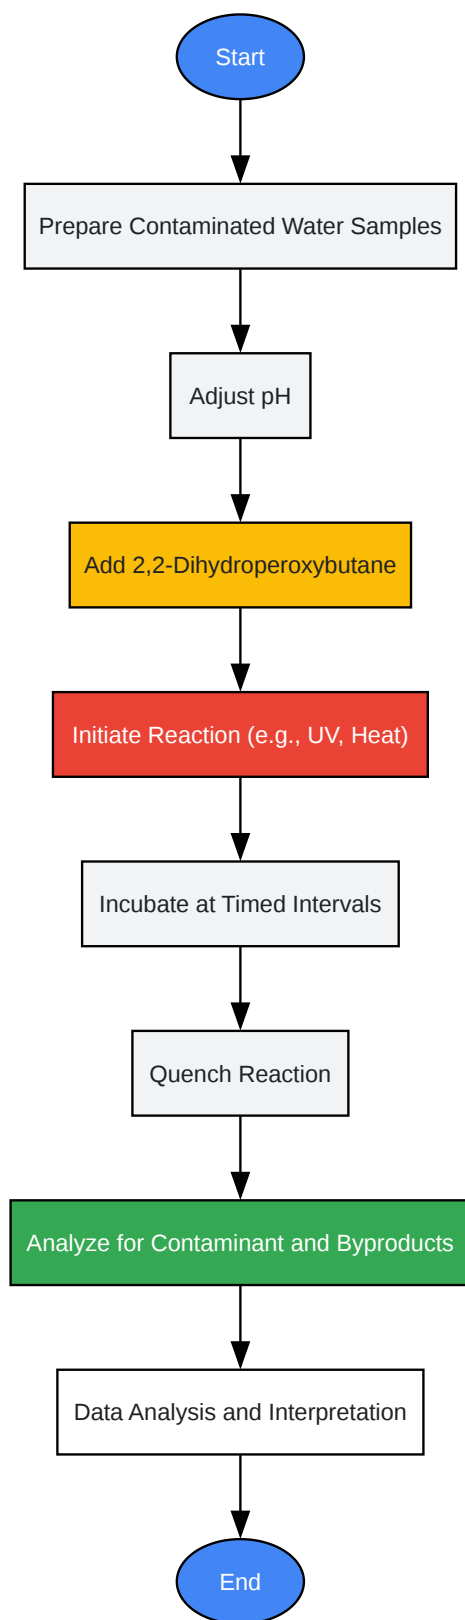 Start
Prepare Contaminated Water Samples
Adjust pH
Add 2,2-Dihydroperoxybutane
Initiate Reaction (e.g., UV, Heat)
Incubate at Timed Intervals
Quench Reaction
Analyze for Contaminant and Byproducts
Data Analysis and Interpretation
End